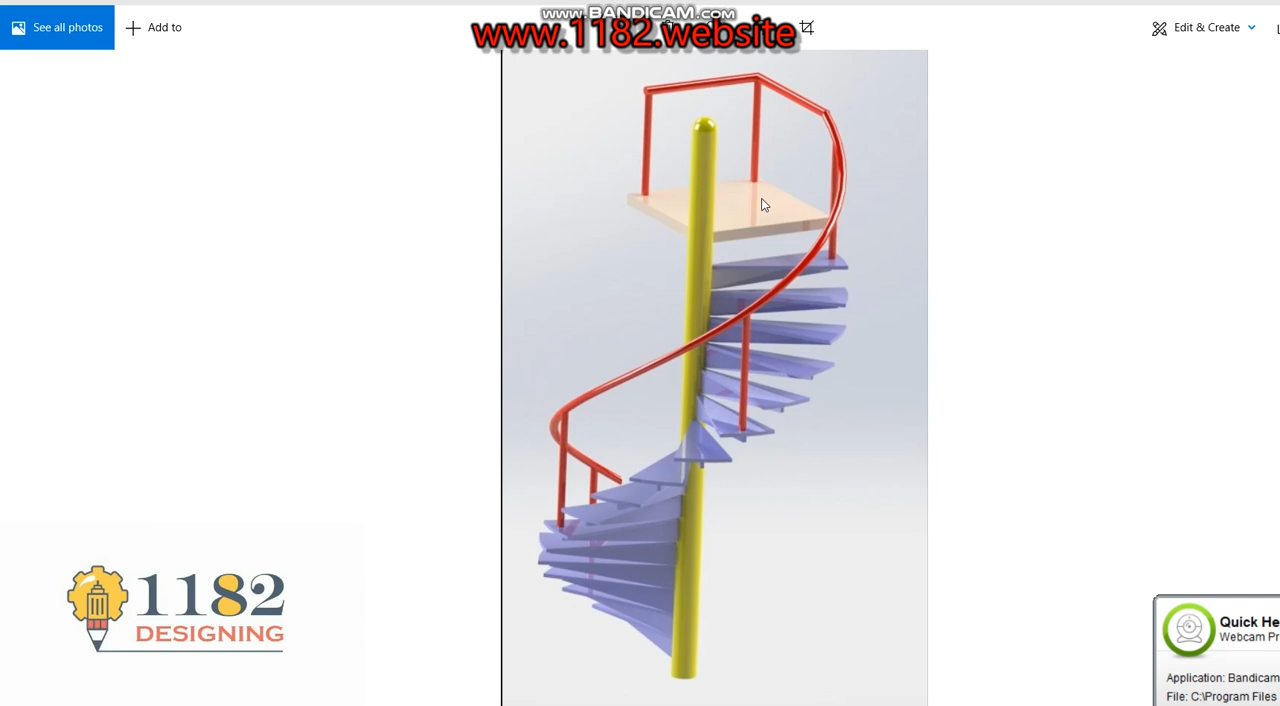 www.BANDICAM.com
See all photos
Add to
www.1182.website
Edit & Create
1182
DESIGNING
Quick He
Webcam Pr
Application: Bandicam
File: C:\Program Files